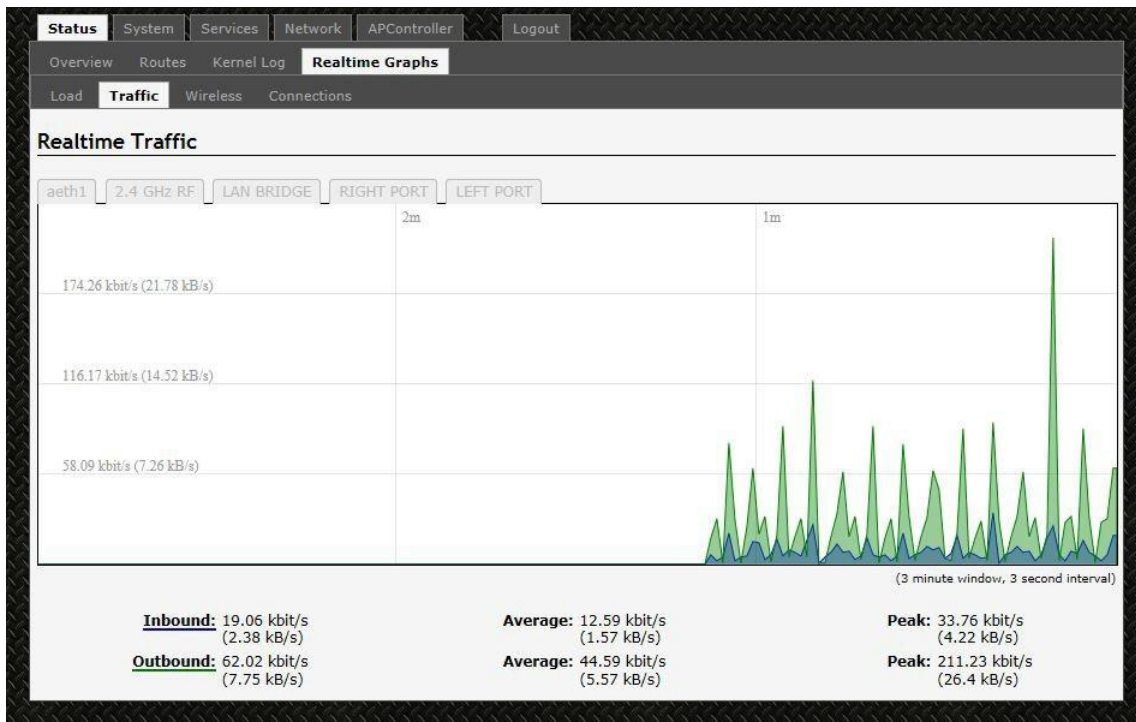 Status System Services Network APController Logout
Overview Routes Kernel Log Realtime Graphs
Load Traffic Wireless Connections
Realtime Traffic
aeth1 2.4 GHz RF LAN BRIDGE RIGHT PORT LEFT PORT
2m 1m
174.26 kbit/s (21.78 kB/s)
116.17 kbit/s (14.52 kB/s)
58.09 kbit/s (7.26 kB/s)
(3 minute window, 3 second interval)
Inbound: 19.06 kbit/s Average: 12.59 kbit/s Peak: 33.76 kbit/s
(2.38 kB/s) (1.57 kB/s) (4.22 kB/s)
Outbound: 62.02 kbit/s Average: 44.59 kbit/s Peak: 211.23 kbit/s
(7.75 kB/s) (5.57 kB/s) (26.4 kB/s)